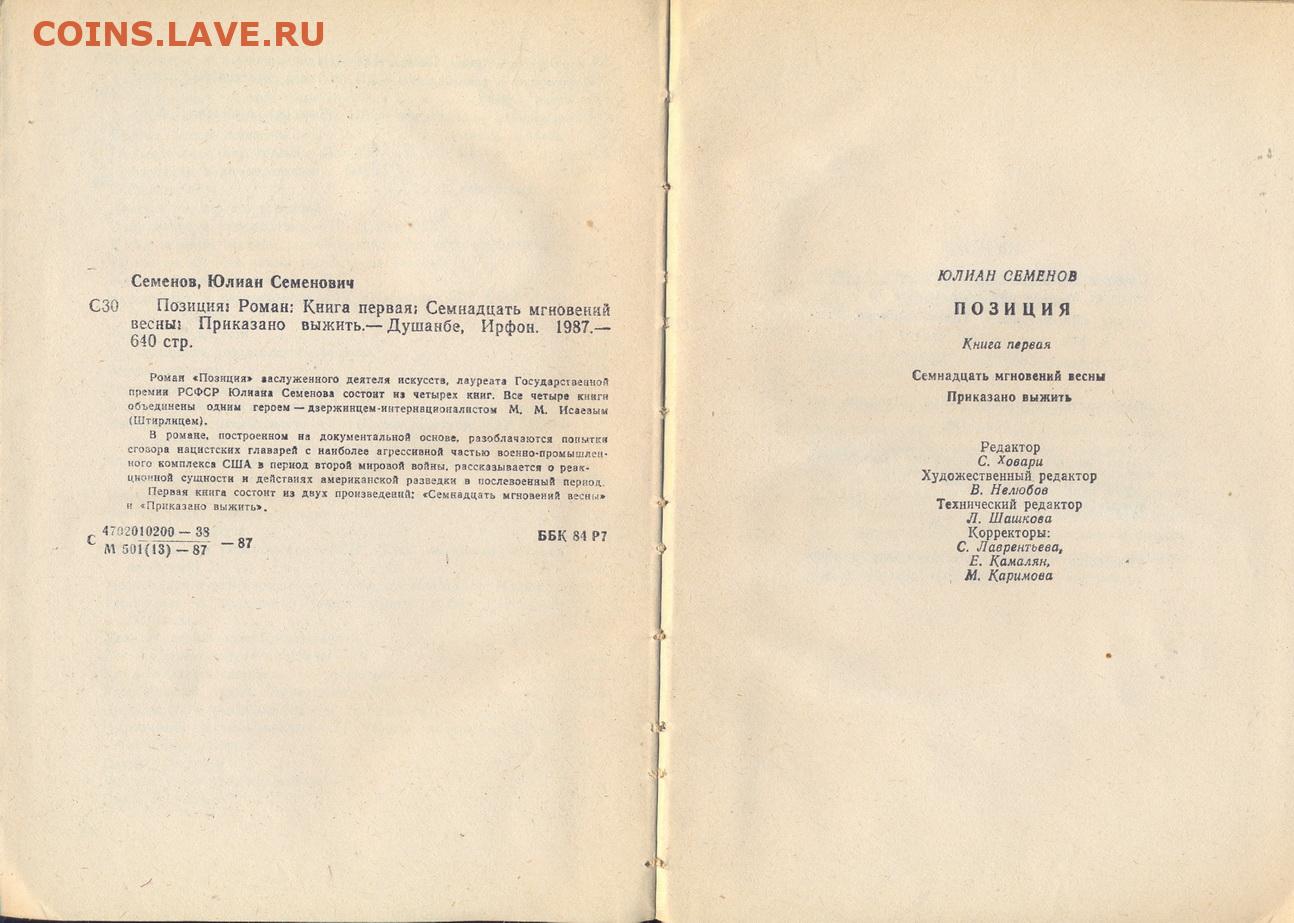 COINS.LAVE.RU
Семенов, Юлиан Семенович
С30 Позиция: Роман: Книга первая; Семнадцать мгновений
весны; Приказано выжить.— Душанбе, Ирфон. 1987.—
640 стр.
Роман «Позиция» заслуженного деятеля искусств, лауреата Государственной
премии РСФСР Юлиана Семенова состоит из четырех книг. Все четыре книги
объединены одним героем — дзержинцем-интернационалистом М. М. Исаевым
(Штирлицем).
В романе, построенном на документальной основе, разоблачаются попытки
сговора нацистских главарей с наиболее агрессивной частью военно-промышлен-
ного комплекса США в период второй мировой войны, рассказывается о реак-
ционной сущности и действиях американской разведки в послевоенный период.
Первая книга состоит из двух произведений: «Семнадцать мгновений весны»
и «Приказано выжить».
С 4702010200 — 38
М 501(13) — 87 — 87
ББК 84 Р7
ЮЛИАН СЕМЕНОВ
ПОЗИЦИЯ
Книга первая
Семнадцать мгновений весны
Приказано выжить
Редактор
С. Ховари
Художественный редактор
В. Нелюбов
Технический редактор
Л. Шашкова
Корректоры:
С. Лаврентьева,
Е. Камалян,
М. Каримова